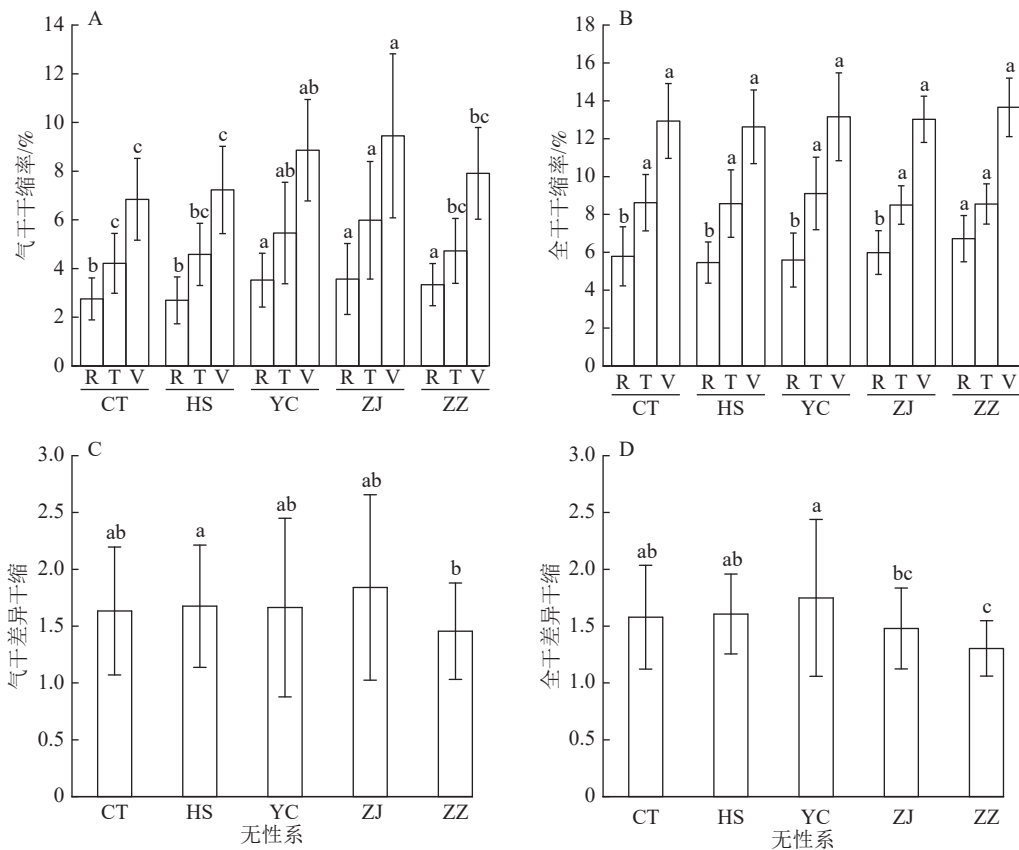 A
气干干缩率/%
14
12
10
8
6
4
2
0
b c c
b bc c
a ab ab
a a a
a bc bc
R T V R T V R T V R T V R T V
CT HS YC ZJ ZZ
B
全干干缩率/%
18
16
14
12
10
8
6
4
2
0
b a a
b a a
b a a
b a a
a a a
R T V R T V R T V R T V R T V
CT HS YC ZJ ZZ
C
气干差异干缩
3.0
2.5
2.0
1.5
1.0
0.5
0
ab a ab a b
CT HS YC ZJ ZZ
无性系
D
全干差异干缩
3.0
2.5
2.0
1.5
1.0
0.5
0
ab ab a bc c
CT HS YC ZJ ZZ
无性系